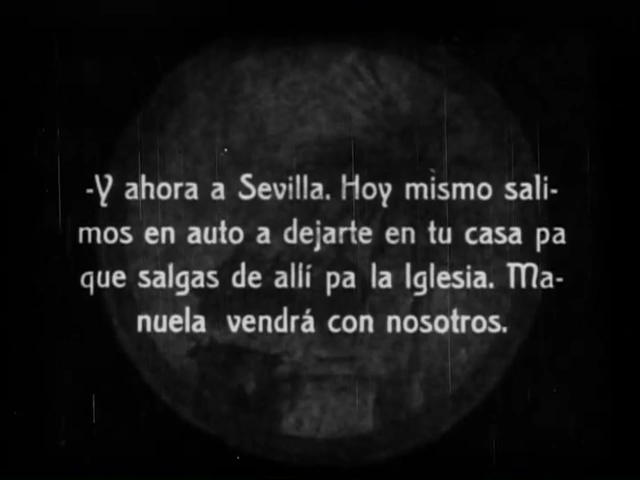 -Y ahora a Sevilla. Hoy mismo sali-
mos en auto a dejarte en tu casa pa
que salgas de allí pa la Iglesia. Ma-
nuela vendrá con nosotros.